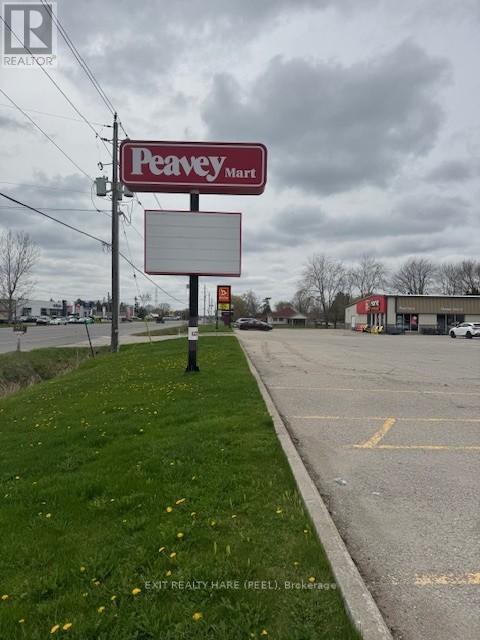 REALTOR
Peavey
Mart
EXIT REALTY HARE (PEEL), Brokerage